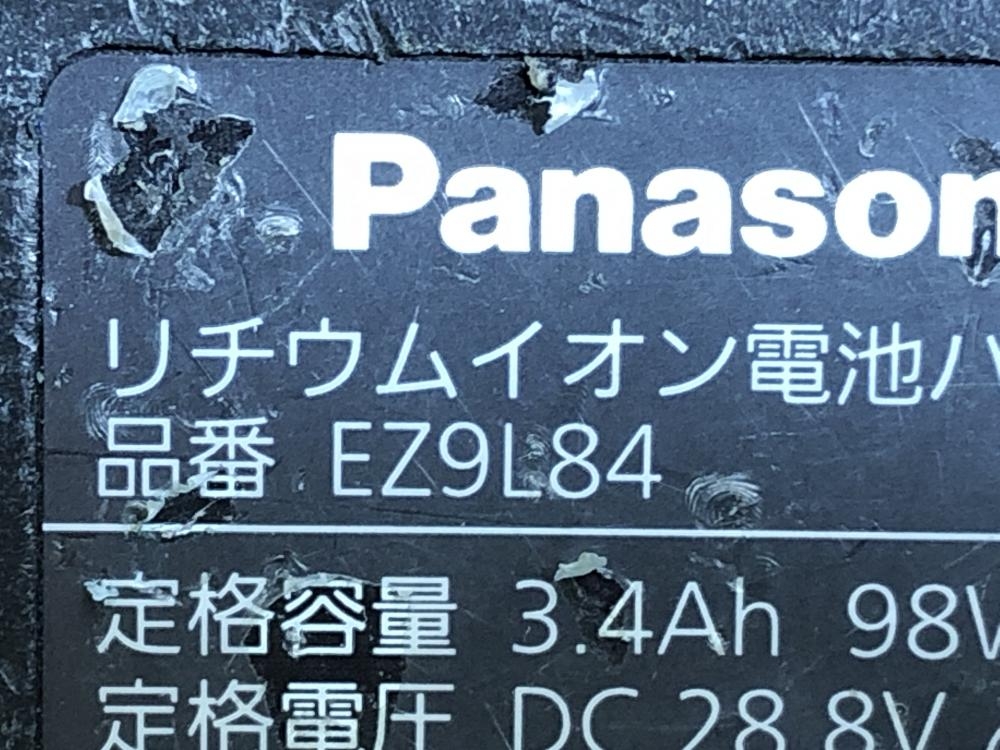 Panason
リチウムイオン電池パ
品番 EZ9L84
定格容量 3.4Ah 98W
定格電圧 DC 28.8V